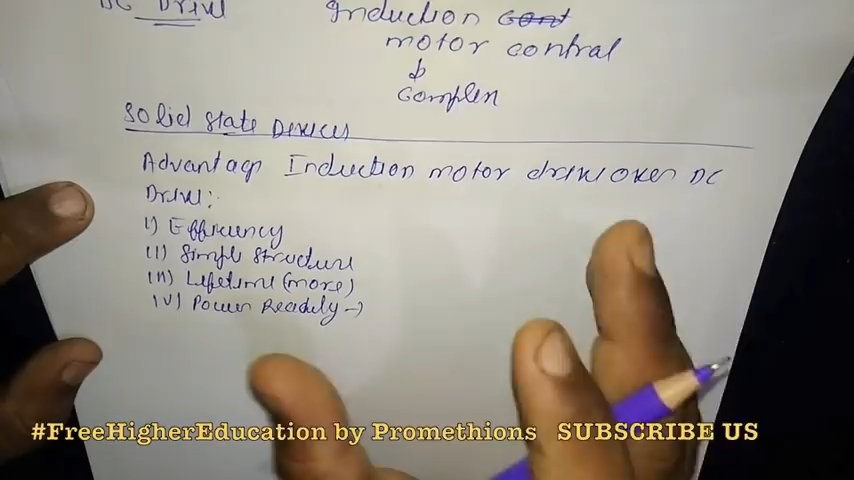 DC Drive Induction Cont
motor control
Complex
Solid State Devices
Advantage Induction motor drive over DC
Drive:
i) Efficiency
(ii) Simple Structure
(iii) Lifetime (more)
iv) Power Readily →
#FreeHigherEducation by Promethions SUBSCRIBE US